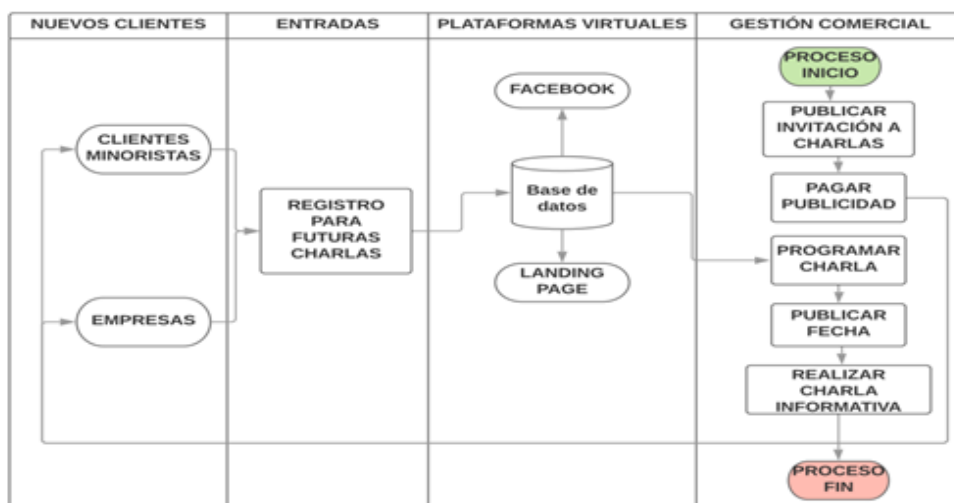 NUEVOS CLIENTES
ENTRADAS
PLATAFORMAS VIRTUALES
GESTIÓN COMERCIAL
CLIENTES
MINORISTAS
EMPRESAS
REGISTRO
PARA
FUTURAS
CHARLAS
FACEBOOK
Base de
datos
LANDING
PAGE
PROCESO
INICIO
PUBLICAR
INVITACIÓN A
CHARLAS
PAGAR
PUBLICIDAD
PROGRAMAR
CHARLA
PUBLICAR
FECHA
REALIZAR
CHARLA
INFORMATIVA
PROCESO
FIN